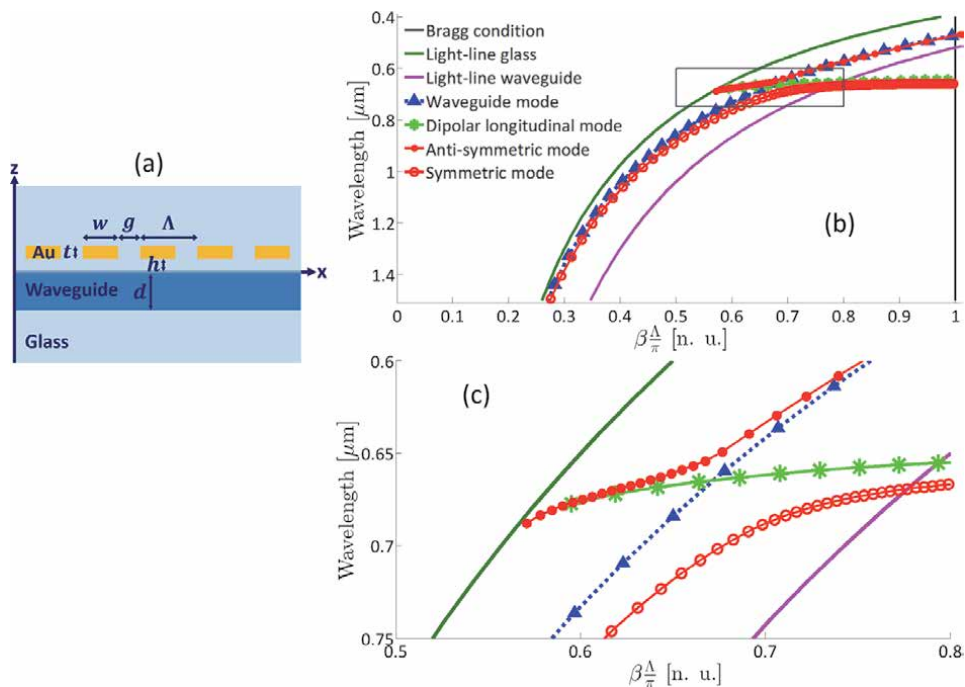 (a)
z
w g Λ
Au t
h
x
Waveguide d
Glass
Bragg condition
Light-line glass
Light-line waveguide
Waveguide mode
Dipolar longitudinal mode
Anti-symmetric mode
Symmetric mode
(b)
Wavelength [μm]
0.4
0.6
0.8
1
1.2
1.4
0 0.1 0.2 0.3 0.4 0.5 0.6 0.7 0.8 0.9 1
β Λ/π [n. u.]
(c)
Wavelength [μm]
0.6
0.65
0.7
0.75
0.5 0.6 0.7 0.8
β Λ/π [n. u.]